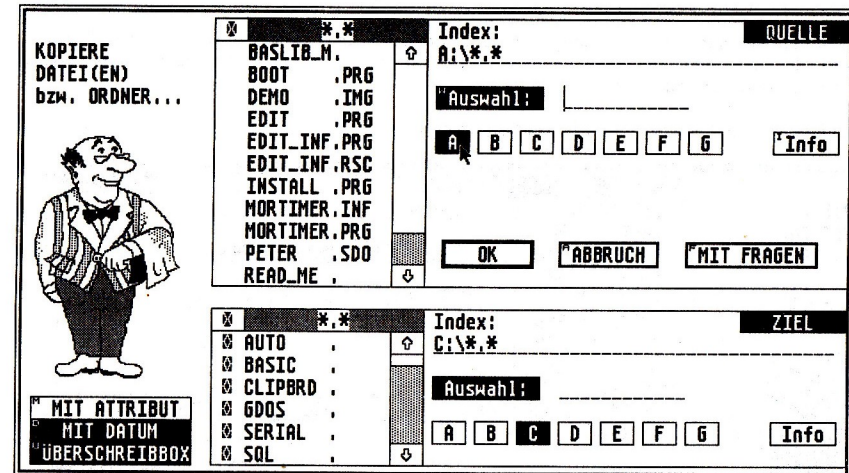 KOPIERE
DATEI(EN)
bzw. ORDNER...
M MIT ATTRIBUT
D MIT DATUM
U ÜBERSCHREIBBOX
*.*
BASLIB_M.
BOOT .PRG
DEMO .IMG
EDIT .PRG
EDIT_INF.PRG
EDIT_INF.RSC
INSTALL .PRG
MORTIMER.INF
MORTIMER.PRG
PETER .SDO
READ_ME .
Index: QUELLE
A:\*.*
Auswahl:
A B C D E F G I Info
OK A ABBRUCH F MIT FRAGEN
*.*
AUTO .
BASIC .
CLIPBRD .
GDOS .
SERIAL .
SQL .
Index: ZIEL
C:\*.*
Auswahl:
A B C D E F G Info